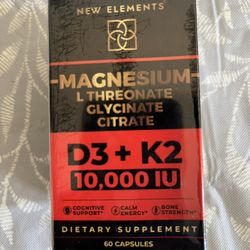 NEW ELEMENTS
MAGNESIUM
L THREONATE
GLYCINATE
CITRATE
D3 + K2
10,000 IU
COGNITIVE SUPPORT* CALM ENERGY* BONE STRENGTH*
DIETARY SUPPLEMENT
60 CAPSULES